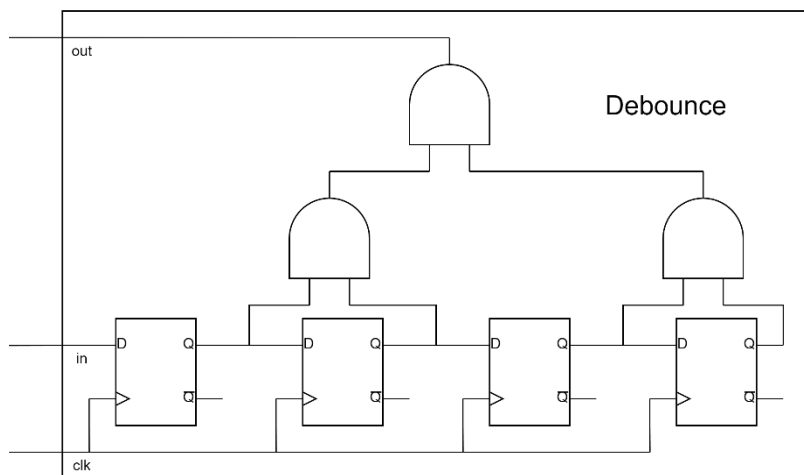 out
Debounce
D Q D Q D Q D Q
in
Q̅ Q̅ Q̅ Q̅
clk